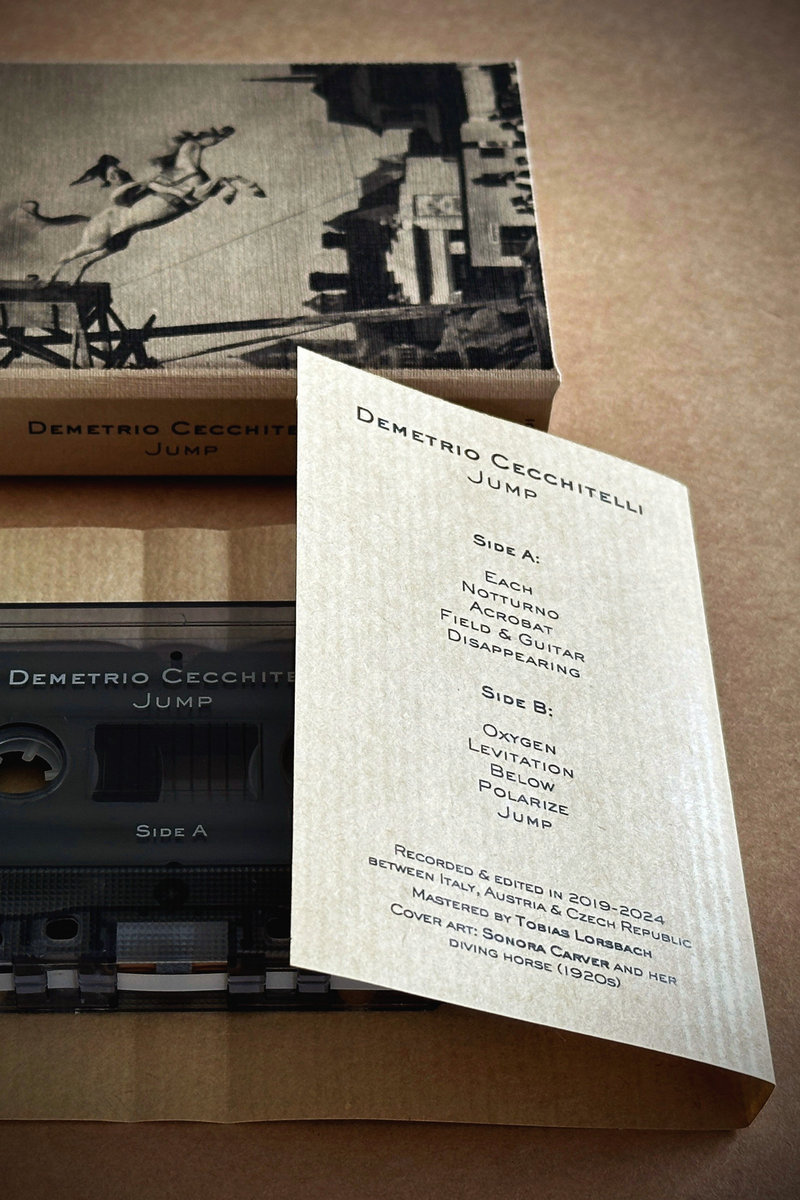 Demetrio Cecchite
Jump
Demetrio Cecchitelli
Jump
Side A:
Each
Notturno
Acrobat
Field & Guitar
Disappearing
Side B:
Oxygen
Levitation
Below
Polarize
Jump
Recorded & edited in 2019-2024
between Italy, Austria & Czech Republic
Mastered by Tobias Lorsbach
Cover art: Sonora Carver and her
diving horse (1920s)
Demetrio Cecchite
Jump
Side A